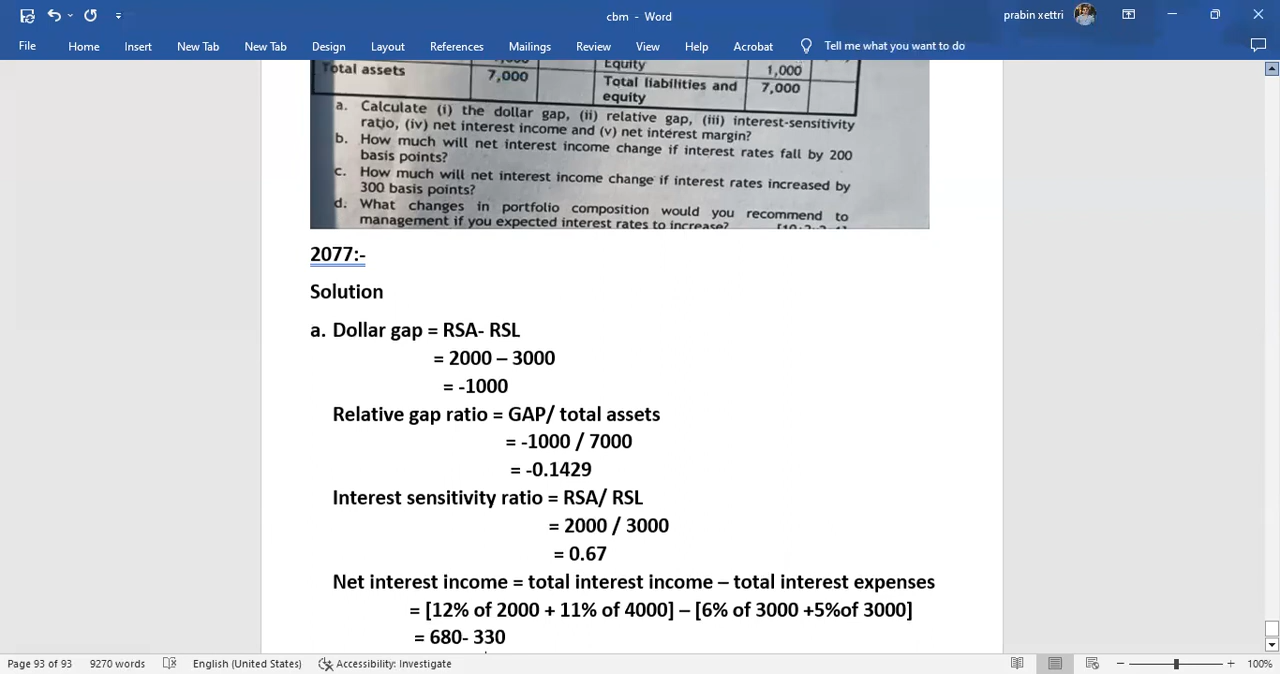 cbm - Word
prabin xettri
File Home Insert New Tab New Tab Design Layout References Mailings Review View Help Acrobat Tell me what you want to do
Equity 1,000
Total assets 7,000 Total liabilities and equity 7,000
a. Calculate (i) the dollar gap, (ii) relative gap, (iii) interest-sensitivity
ratio, (iv) net interest income and (v) net interest margin?
b. How much will net interest income change if interest rates fall by 200
basis points?
c. How much will net interest income change if interest rates increased by
300 basis points?
d. What changes in portfolio composition would you recommend to
management if you expected interest rates to increase?
2077:-
Solution
a. Dollar gap = RSA- RSL
= 2000 – 3000
= -1000
Relative gap ratio = GAP/ total assets
= -1000 / 7000
= -0.1429
Interest sensitivity ratio = RSA/ RSL
= 2000 / 3000
= 0.67
Net interest income = total interest income – total interest expenses
= [12% of 2000 + 11% of 4000] – [6% of 3000 +5%of 3000]
= 680- 330
Page 93 of 93 9270 words English (United States) Accessibility: Investigate 100%